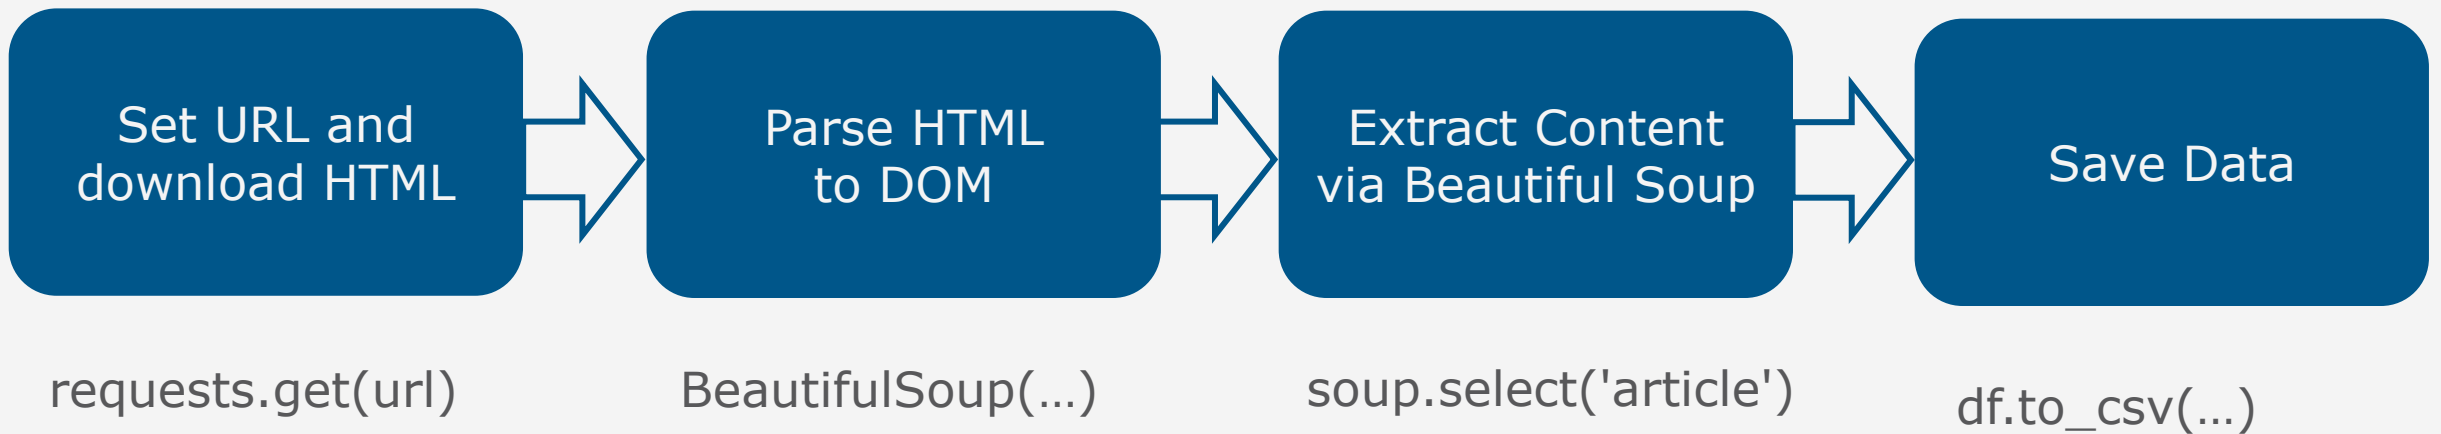 Set URL and
download HTML
Parse HTML
to DOM
Extract Content
via Beautiful Soup
Save Data
requests.get(url)
BeautifulSoup(…)
soup.select('article')
df.to_csv(…)